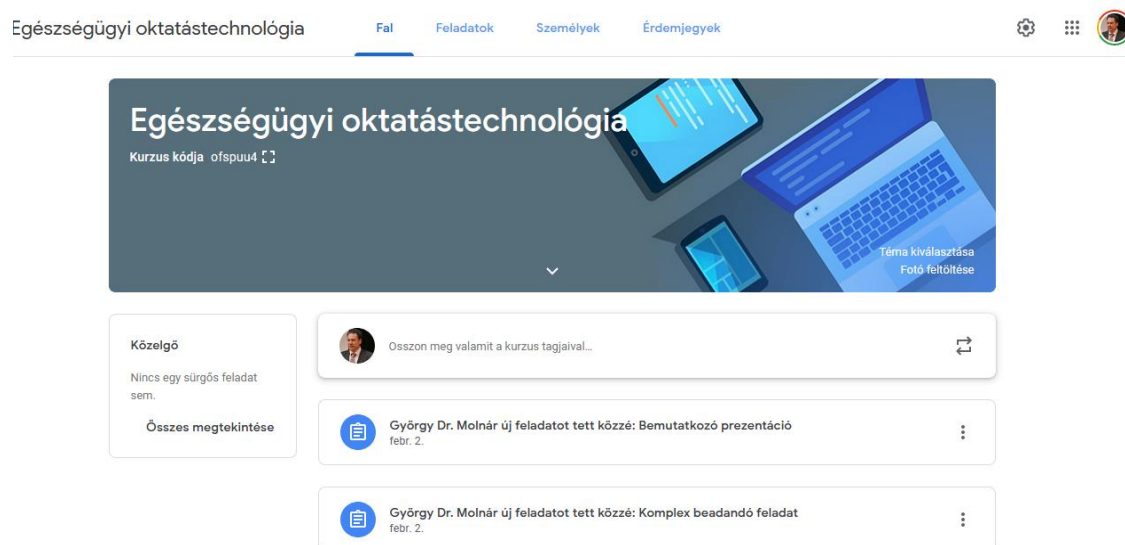 Egészségügyi oktatástechnológia
Fal Feladatok Személyek Érdemjegyek
Egészségügyi oktatástechnológia
Kurzus kódja ofspuu4
Téma kiválasztása
Fotó feltöltése
Közelgő
Nincs egy sürgős feladat
sem.
Összes megtekintése
Osszon meg valamit a kurzus tagjaival...
György Dr. Molnár új feladatot tett közzé: Bemutatkozó prezentáció
febr. 2.
György Dr. Molnár új feladatot tett közzé: Komplex beadandó feladat
febr. 2.